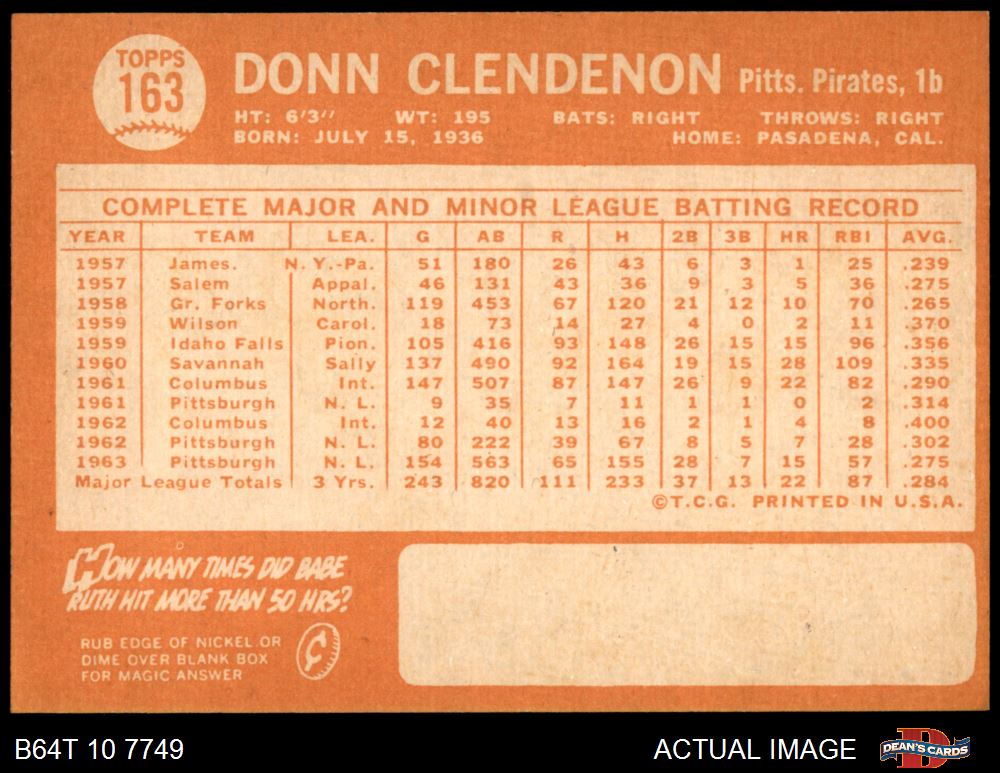 TOPPS
163
DONN CLENDENON Pitts. Pirates, 1b
HT: 6'3" WT: 195 BATS: RIGHT THROWS: RIGHT
BORN: JULY 15, 1936 HOME: PASADENA, CAL.
COMPLETE MAJOR AND MINOR LEAGUE BATTING RECORD
YEAR TEAM LEA. G AB R H 2B 3B HR RBI AVG.
1957 James. N.Y.-Pa. 51 180 26 43 6 3 1 25 .239
1957 Salem Appal. 46 131 43 36 9 3 5 36 .275
1958 Gr. Forks North. 119 453 67 120 21 12 10 70 .265
1959 Wilson Carol. 18 73 14 27 4 0 2 11 .370
1959 Idaho Falls Pion. 105 416 93 148 26 15 15 96 .356
1960 Savannah Sally 137 490 92 164 19 15 28 109 .335
1961 Columbus Int. 147 507 87 147 26 9 22 82 .290
1961 Pittsburgh N. L. 9 35 7 11 1 1 0 2 .314
1962 Columbus Int. 12 40 13 16 2 1 4 8 .400
1962 Pittsburgh N. L. 80 222 39 67 8 5 7 28 .302
1963 Pittsburgh N. L. 154 563 65 155 28 7 15 57 .275
Major League Totals 3 Yrs. 243 820 111 233 37 13 22 87 .284
©T.C.G. PRINTED IN U.S.A.
HOW MANY TIMES DID BABE
RUTH HIT MORE THAN 50 HRS?
RUB EDGE OF NICKEL OR
DIME OVER BLANK BOX
FOR MAGIC ANSWER
¢
B64T 10 7749 ACTUAL IMAGE DEAN'S CARDS